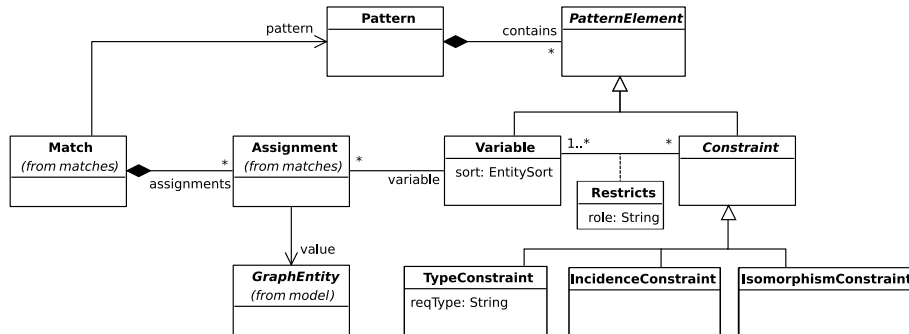 Pattern
PatternElement
pattern
contains
*
Match
(from matches)
*
assignments
Assignment
(from matches)
*
variable
Variable
sort: EntitySort
1..*
*
Constraint
Restricts
role: String
value
GraphEntity
(from model)
TypeConstraint
reqType: String
IncidenceConstraint
IsomorphismConstraint